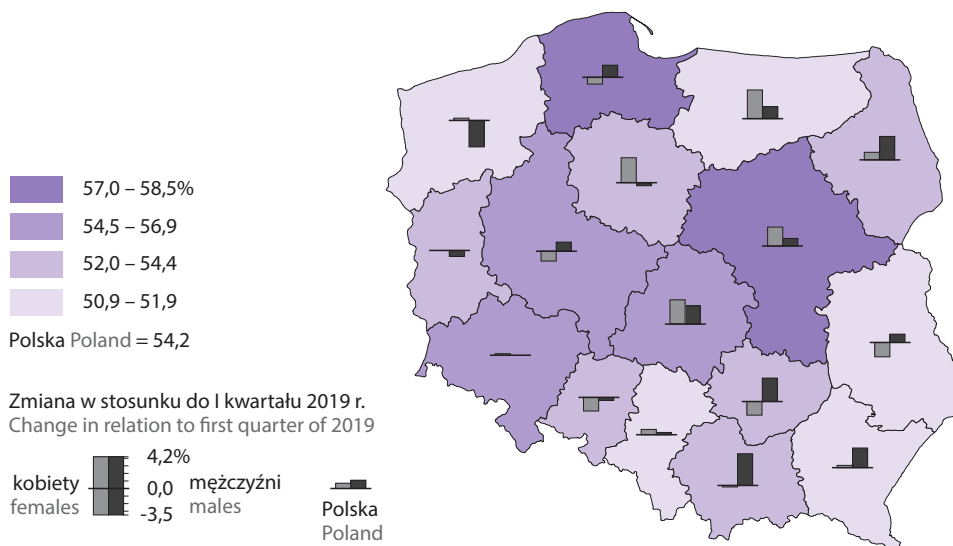 57,0 – 58,5%
54,5 – 56,9
52,0 – 54,4
50,9 – 51,9
Polska Poland = 54,2
Zmiana w stosunku do I kwartału 2019 r.
Change in relation to first quarter of 2019
4,2%
kobiety 0,0 mężczyźni
females males
-3,5
Polska
Poland